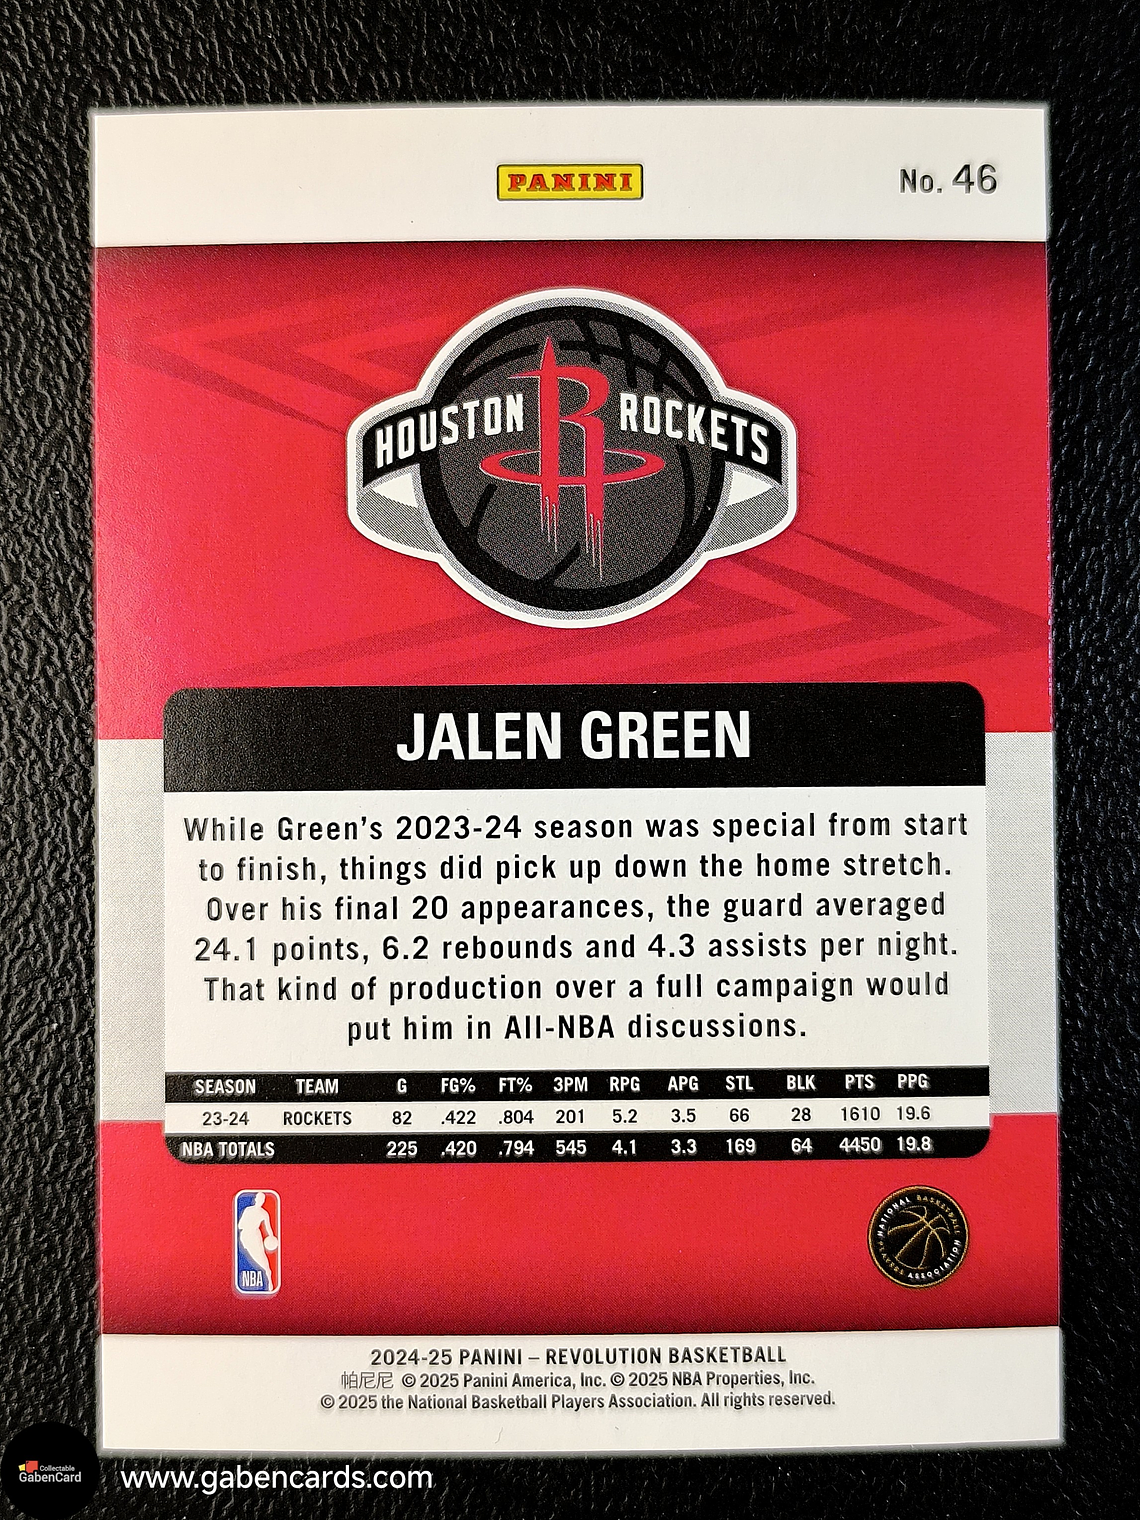 PANINI
No. 46
HOUSTON ROCKETS
JALEN GREEN
While Green's 2023-24 season was special from start
to finish, things did pick up down the home stretch.
Over his final 20 appearances, the guard averaged
24.1 points, 6.2 rebounds and 4.3 assists per night.
That kind of production over a full campaign would
put him in All-NBA discussions.
SEASON TEAM G FG% FT% 3PM RPG APG STL BLK PTS PPG
23-24 ROCKETS 82 .422 .804 201 5.2 3.5 66 28 1610 19.6
NBA TOTALS 225 .420 .794 545 4.1 3.3 169 64 4450 19.8
NBA
NATIONAL BASKETBALL PLAYERS ASSOCIATION
2024-25 PANINI – REVOLUTION BASKETBALL
帕尼尼 © 2025 Panini America, Inc. © 2025 NBA Properties, Inc.
© 2025 the National Basketball Players Association. All rights reserved.
Collectable
GabenCard
www.gabencards.com